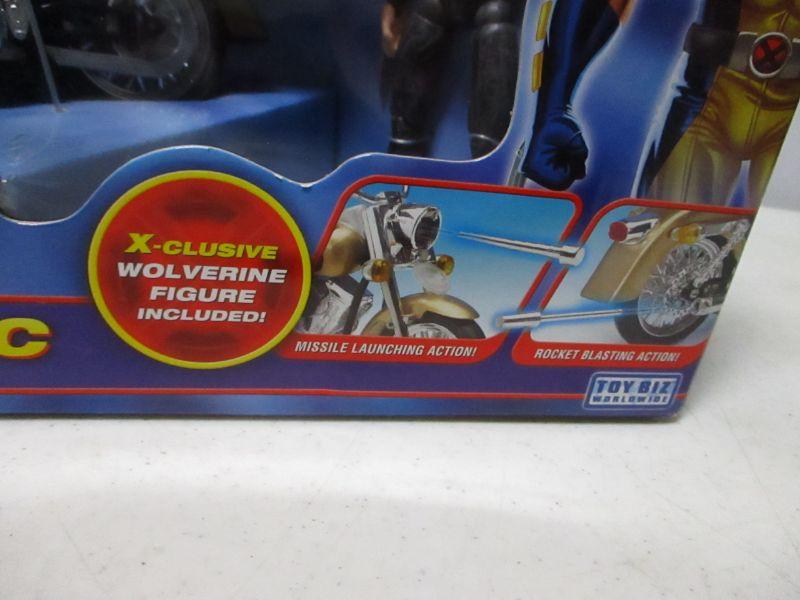 X-CLUSIVE
WOLVERINE
FIGURE
INCLUDED!
C
MISSILE LAUNCHING ACTION!
ROCKET BLASTING ACTION!
TOY BIZ
WORLDWIDE